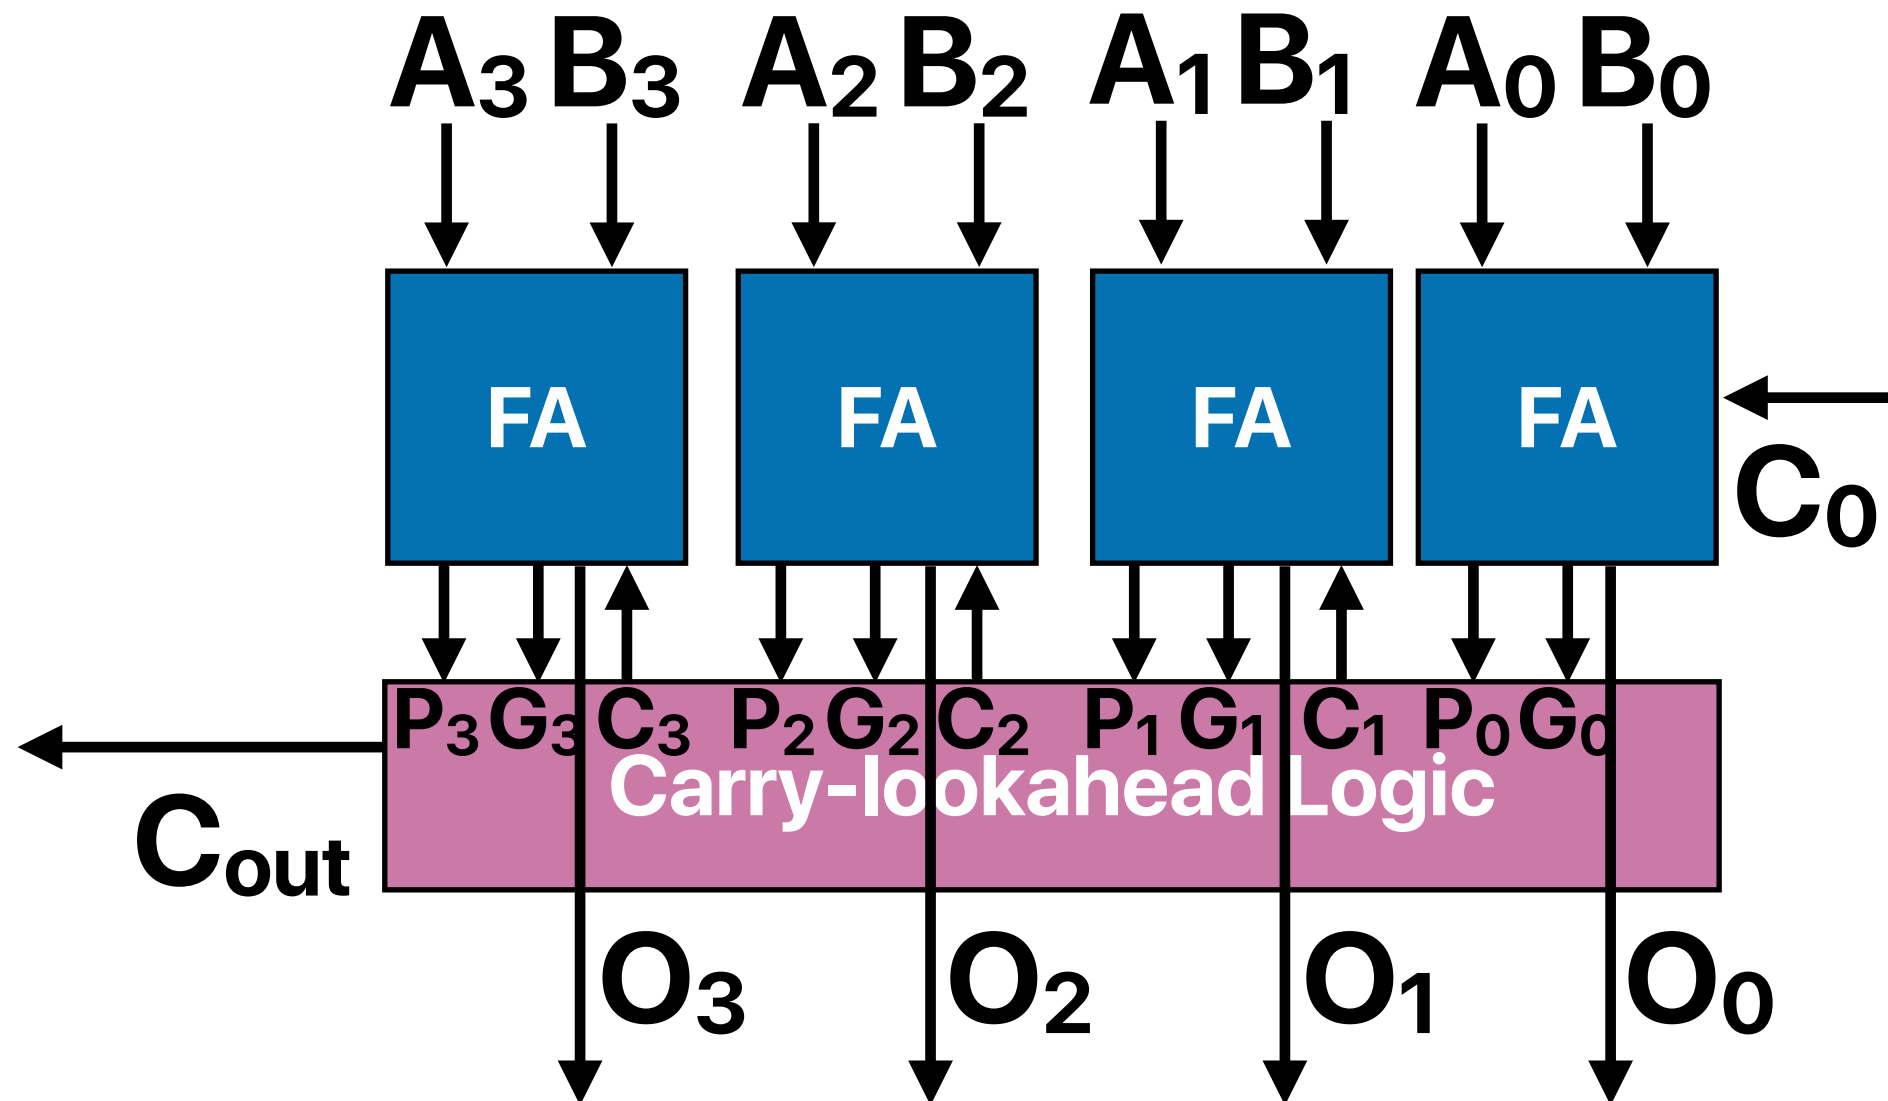 A3 B3 A2 B2 A1 B1 A0 B0
FA FA FA FA
C0
P3 G3 C3 P2 G2 C2 P1 G1 C1 P0 G0
Carry-lookahead Logic
Cout
O3 O2 O1 O0